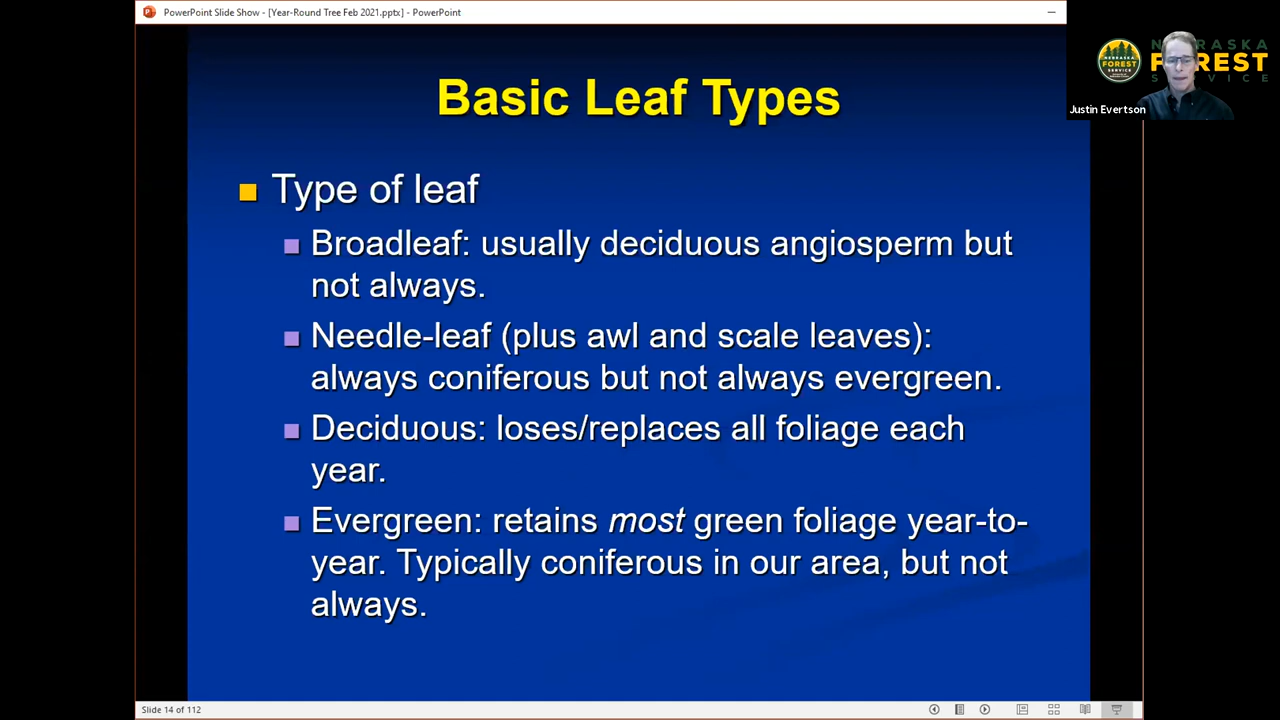 PowerPoint Slide Show - [Year-Round Tree Feb 2021.pptx] - PowerPoint
NEBRASKA
FOREST
SERVICE
Justin Evertson
Basic Leaf Types
Type of leaf
Broadleaf: usually deciduous angiosperm but
not always.
Needle-leaf (plus awl and scale leaves):
always coniferous but not always evergreen.
Deciduous: loses/replaces all foliage each
year.
Evergreen: retains most green foliage year-to-
year. Typically coniferous in our area, but not
always.
Slide 14 of 112